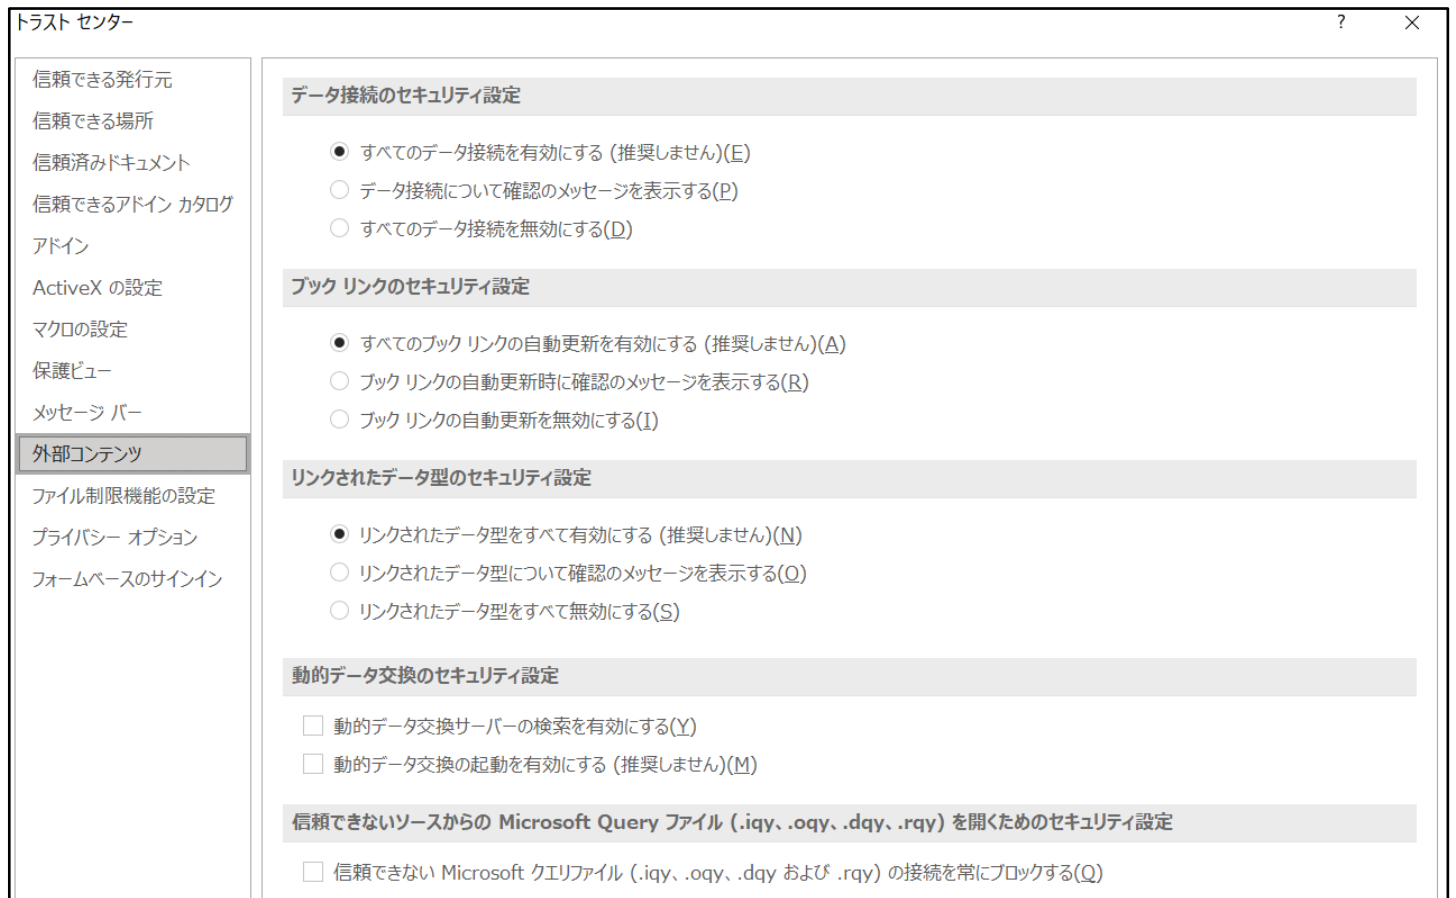 トラスト センター
?
×
信頼できる発行元
信頼できる場所
信頼済みドキュメント
信頼できるアドイン カタログ
アドイン
ActiveX の設定
マクロの設定
保護ビュー
メッセージ バー
外部コンテンツ
ファイル制限機能の設定
プライバシー オプション
フォームベースのサインイン
データ接続のセキュリティ設定
すべてのデータ接続を有効にする (推奨しません)(E)
データ接続について確認のメッセージを表示する(P)
すべてのデータ接続を無効にする(D)
ブック リンクのセキュリティ設定
すべてのブック リンクの自動更新を有効にする (推奨しません)(A)
ブック リンクの自動更新時に確認のメッセージを表示する(R)
ブック リンクの自動更新を無効にする(I)
リンクされたデータ型のセキュリティ設定
リンクされたデータ型をすべて有効にする (推奨しません)(N)
リンクされたデータ型について確認のメッセージを表示する(O)
リンクされたデータ型をすべて無効にする(S)
動的データ交換のセキュリティ設定
動的データ交換サーバーの検索を有効にする(Y)
動的データ交換の起動を有効にする (推奨しません)(M)
信頼できないソースからの Microsoft Query ファイル (.iqy、.oqy、.dqy、.rqy) を開くためのセキュリティ設定
信頼できない Microsoft クエリファイル (.iqy、.oqy、.dqy および .rqy) の接続を常にブロックする(Q)